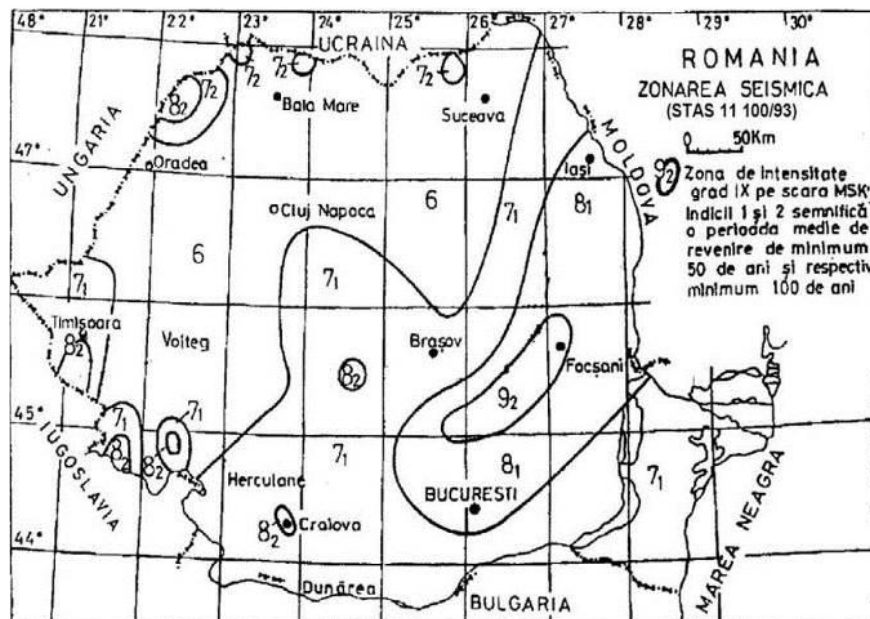 48° 21° 22° 23° 24° 25° 26° 27° 28° 29° 30°
UCRAINA
ROMANIA
ZONAREA SEISMICA
(STAS 11 100/93)
0 50Km
9₂ Zona de intensitate
grad IX pe scara MSK
Indicii 1 și 2 semnifică
o perioada medie de
revenire de minimum
50 de ani și respectiv
minimum 100 de ani
7₂ 7₂ 7₂ 7₂
8₂
Baia Mare
Suceava
UNGARIA
MOLDOVA
47°
Oradea
Iași
Cluj Napoca
6 7₁ 8₁
6
7₁ 7₁
Timișoara
8₂
Voiteg
Brașov
Focșani
8₂
9₂
45°
7₁ 7₁
8₂ 8₂
IUGOSLAVIA
7₁ 8₁ 7₁
Herculane
BUCURESTI
8₂ Craiova
44°
MAREA NEAGRA
Dunărea
BULGARIA